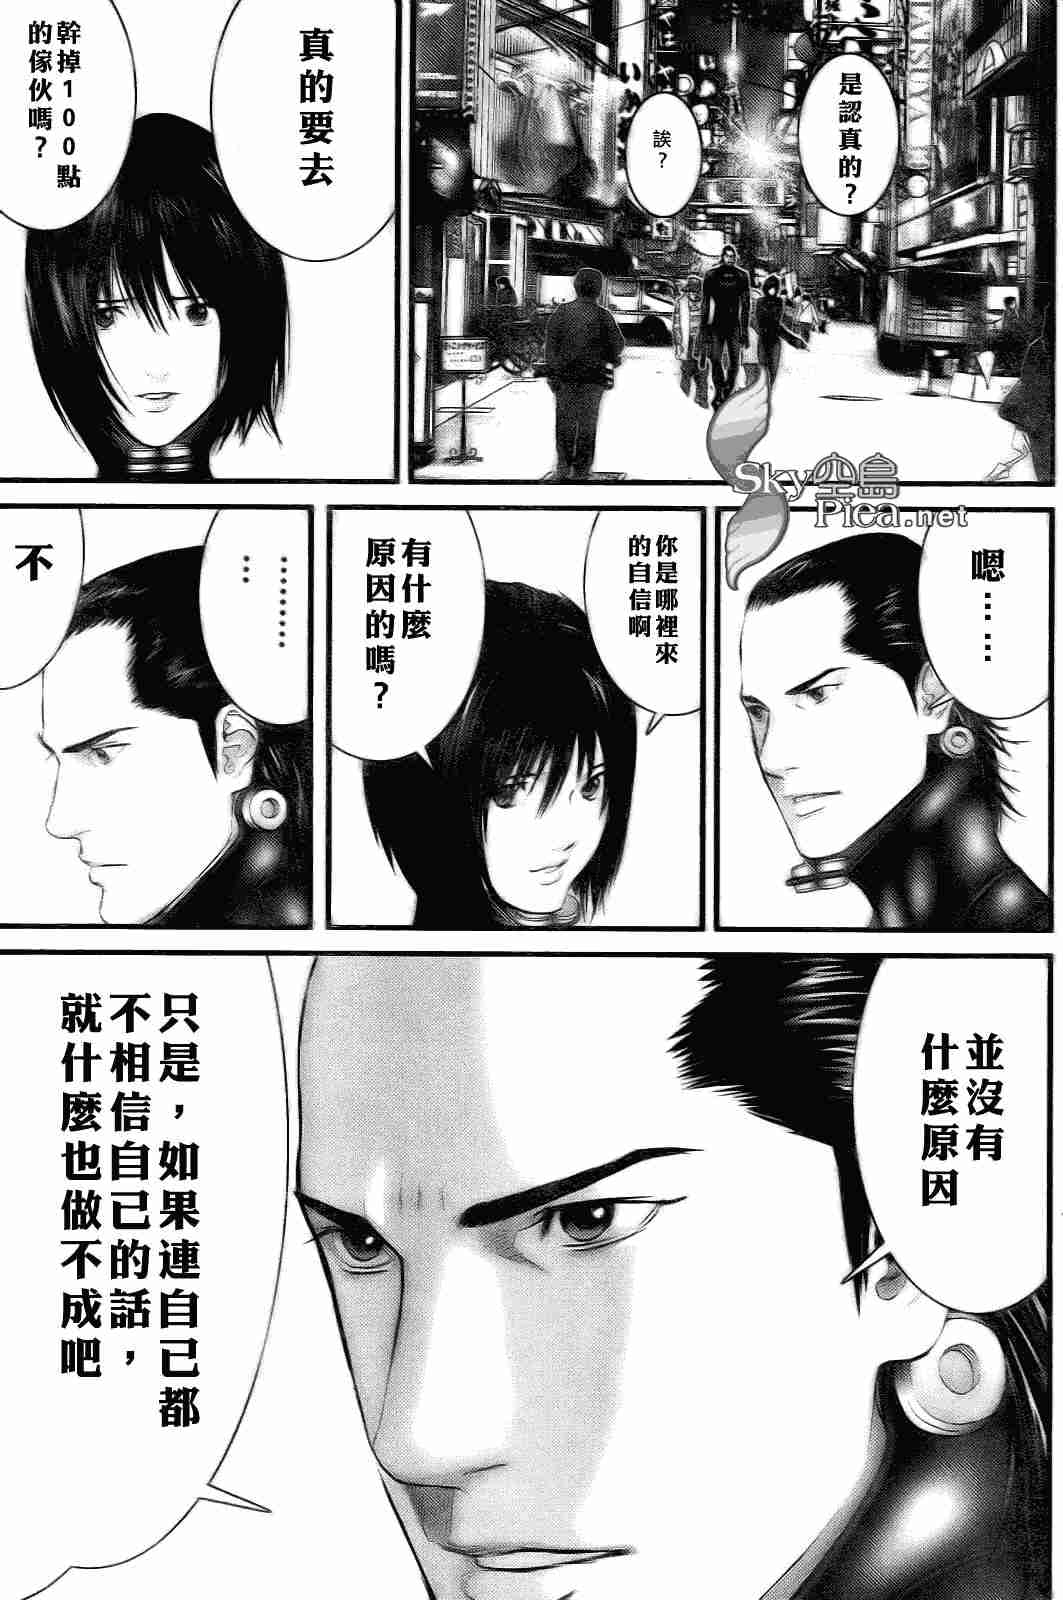 是認真的？
誒？
真的要去
幹掉100點
的傢伙嗎？
嗯……
你是哪裡來
的自信啊
有什麼
原因的嗎？
…………
不
並沒有
什麼原因
只是，如果連自己都
不相信自己的話，
就什麼也做不成吧
Sky空島
Pica.net